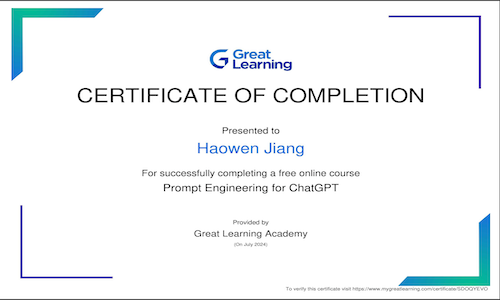 Great
Learning
CERTIFICATE OF COMPLETION
Presented to
Haowen Jiang
For successfully completing a free online course
Prompt Engineering for ChatGPT
Provided by
Great Learning Academy
(On July 2024)
To verify this certificate visit https://www.mygreatlearning.com/certificate/SDOQYEVO